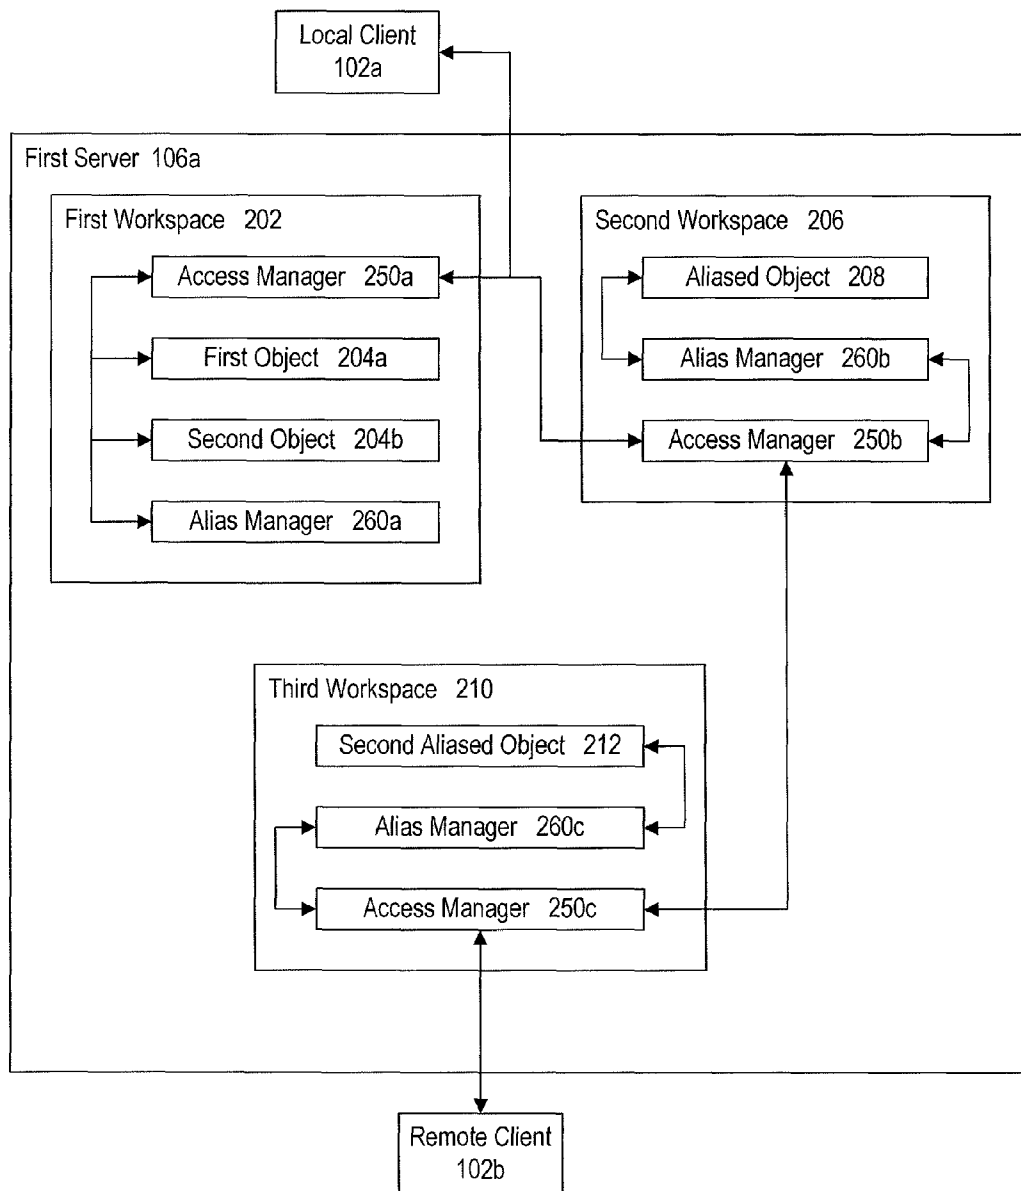 Local Client
102a
First Server 106a
First Workspace 202
Access Manager 250a
First Object 204a
Second Object 204b
Alias Manager 260a
Second Workspace 206
Aliased Object 208
Alias Manager 260b
Access Manager 250b
Third Workspace 210
Second Aliased Object 212
Alias Manager 260c
Access Manager 250c
Remote Client
102b